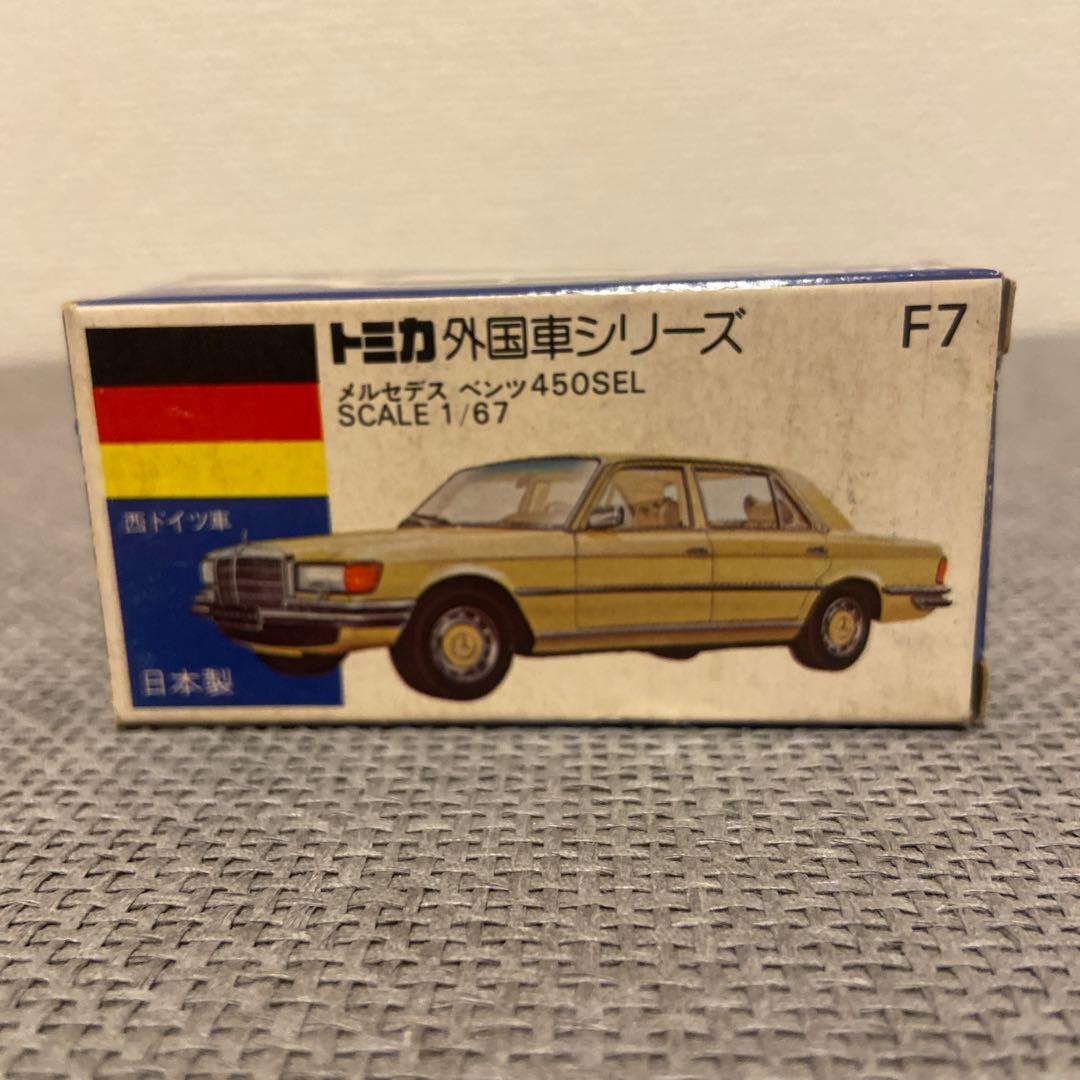 トミカ 外国車シリーズ F7
メルセデス ベンツ450SEL
SCALE 1/67
西ドイツ車
日本製